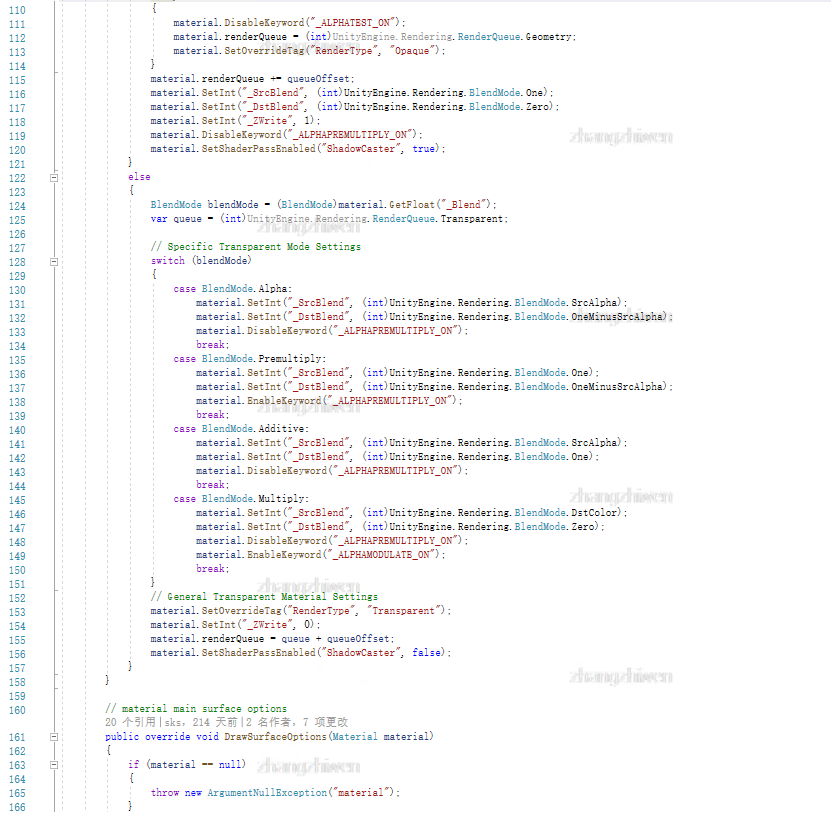 110 {
111 material.DisableKeyword("_ALPHATEST_ON");
112 material.renderQueue = (int)UnityEngine.Rendering.RenderQueue.Geometry;
113 material.SetOverrideTag("RenderType", "Opaque");
114 }
115 material.renderQueue += queueOffset;
116 material.SetInt("_SrcBlend", (int)UnityEngine.Rendering.BlendMode.One);
117 material.SetInt("_DstBlend", (int)UnityEngine.Rendering.BlendMode.Zero);
118 material.SetInt("_ZWrite", 1);
119 material.DisableKeyword("_ALPHAPREMULTIPLY_ON");
120 material.SetShaderPassEnabled("ShadowCaster", true);
121 }
122 else
123 {
124 BlendMode blendMode = (BlendMode)material.GetFloat("_Blend");
125 var queue = (int)UnityEngine.Rendering.RenderQueue.Transparent;
126
127 // Specific Transparent Mode Settings
128 switch (blendMode)
129 {
130 case BlendMode.Alpha:
131 material.SetInt("_SrcBlend", (int)UnityEngine.Rendering.BlendMode.SrcAlpha);
132 material.SetInt("_DstBlend", (int)UnityEngine.Rendering.BlendMode.OneMinusSrcAlpha);
133 material.DisableKeyword("_ALPHAPREMULTIPLY_ON");
134 break;
135 case BlendMode.Premultiply:
136 material.SetInt("_SrcBlend", (int)UnityEngine.Rendering.BlendMode.One);
137 material.SetInt("_DstBlend", (int)UnityEngine.Rendering.BlendMode.OneMinusSrcAlpha);
138 material.EnableKeyword("_ALPHAPREMULTIPLY_ON");
139 break;
140 case BlendMode.Additive:
141 material.SetInt("_SrcBlend", (int)UnityEngine.Rendering.BlendMode.SrcAlpha);
142 material.SetInt("_DstBlend", (int)UnityEngine.Rendering.BlendMode.One);
143 material.DisableKeyword("_ALPHAPREMULTIPLY_ON");
144 break;
145 case BlendMode.Multiply:
146 material.SetInt("_SrcBlend", (int)UnityEngine.Rendering.BlendMode.DstColor);
147 material.SetInt("_DstBlend", (int)UnityEngine.Rendering.BlendMode.Zero);
148 material.DisableKeyword("_ALPHAPREMULTIPLY_ON");
149 material.EnableKeyword("_ALPHAMODULATE_ON");
150 break;
151 }
152 // General Transparent Material Settings
153 material.SetOverrideTag("RenderType", "Transparent");
154 material.SetInt("_ZWrite", 0);
155 material.renderQueue = queue + queueOffset;
156 material.SetShaderPassEnabled("ShadowCaster", false);
157 }
158 }
159
160 // material main surface options
20 个引用|sks，214 天前|2 名作者，7 项更改
161 public override void DrawSurfaceOptions(Material material)
162 {
163 if (material == null)
164 {
165 throw new ArgumentNullException("material");
166 }
zhangzhiwen
zhangzhiwen
zhangzhiwen
zhangzhiwen
zhangzhiwen
zhangzhiwen
zhangzhiwen
zhangzhiwen
zhangzhiwen